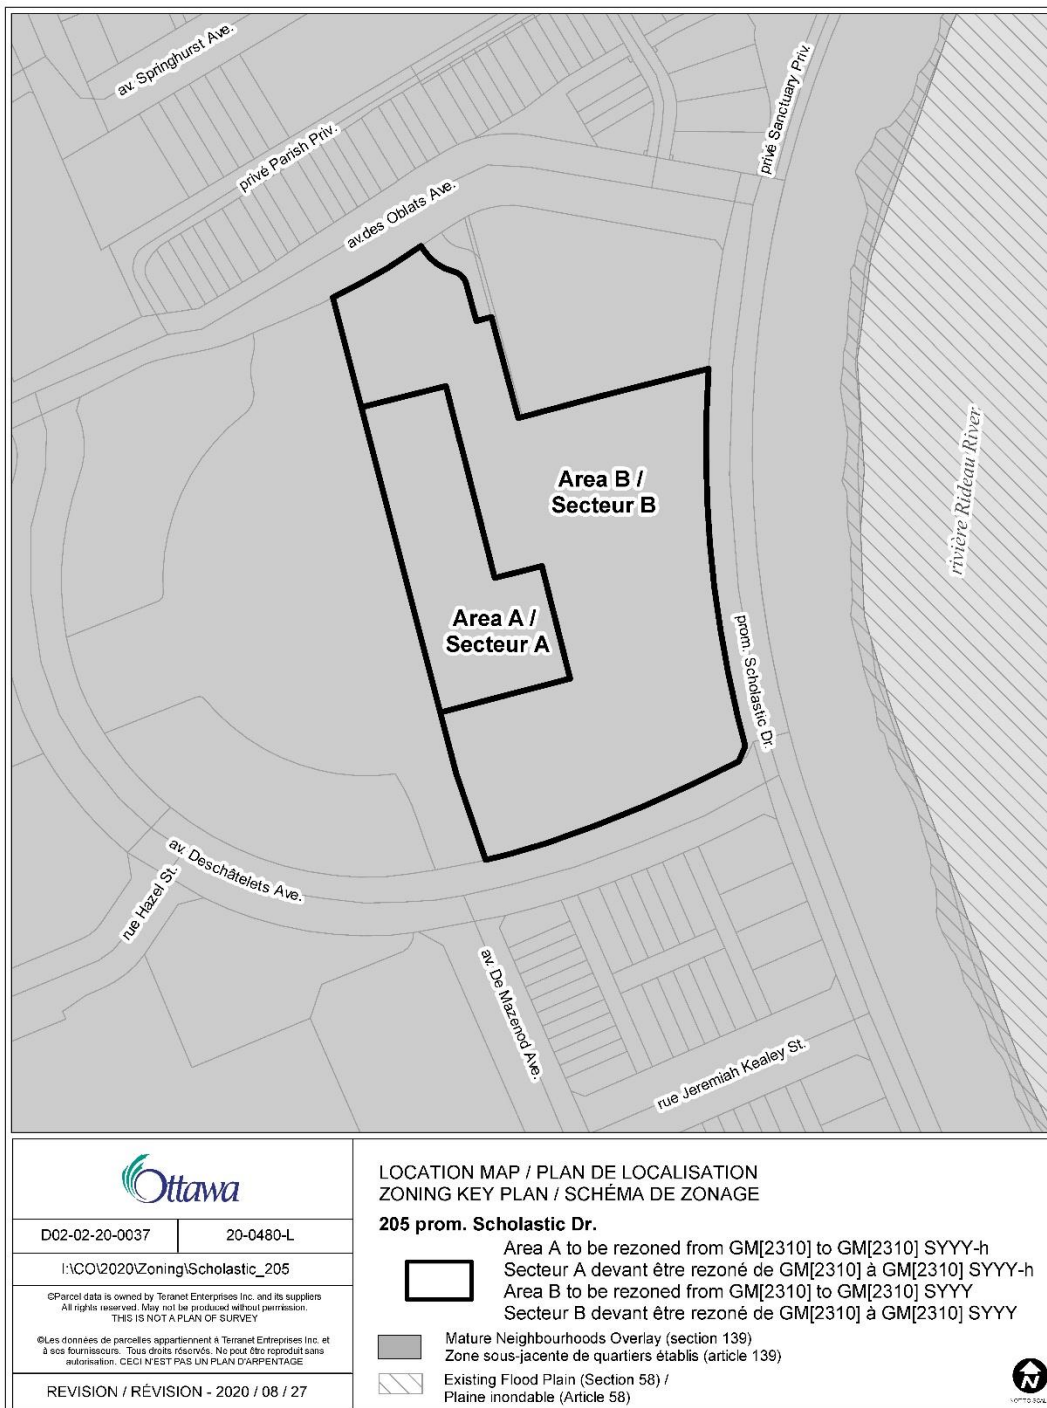 av. Springhurst Ave.
privé Parish Priv.
av.des Oblats Ave.
privé Sanctuary Priv.
rivière Rideau River
Area B /
Secteur B
Area A /
Secteur A
prom. Scholastic Dr.
av. Deschâtelets Ave.
rue Hazel St.
av. De Mazenod Ave.
rue Jeremiah Kealey St.
Ottawa
D02-02-20-0037
20-0480-L
I:\CO\2020\Zoning\Scholastic_205
©Parcel data is owned by Teranet Enterprises Inc. and its suppliers
All rights reserved. May not be produced without permission.
THIS IS NOT A PLAN OF SURVEY
©Les données de parcelles appartiennent à Terranet Entreprises Inc. et
à ses fournisseurs. Tous droits réservés. Ne peut être reproduit sans
autorisation. CECI N'EST PAS UN PLAN D'ARPENTAGE
REVISION / RÉVISION - 2020 / 08 / 27
LOCATION MAP / PLAN DE LOCALISATION
ZONING KEY PLAN / SCHÉMA DE ZONAGE
205 prom. Scholastic Dr.
Area A to be rezoned from GM[2310] to GM[2310] SYYY-h
Secteur A devant être rezoné de GM[2310] à GM[2310] SYYY-h
Area B to be rezoned from GM[2310] to GM[2310] SYYY
Secteur B devant être rezoné de GM[2310] à GM[2310] SYYY
Mature Neighbourhoods Overlay (section 139)
Zone sous-jacente de quartiers établis (article 139)
Existing Flood Plain (Section 58) /
Plaine inondable (Article 58)
N
NOT TO SCALE